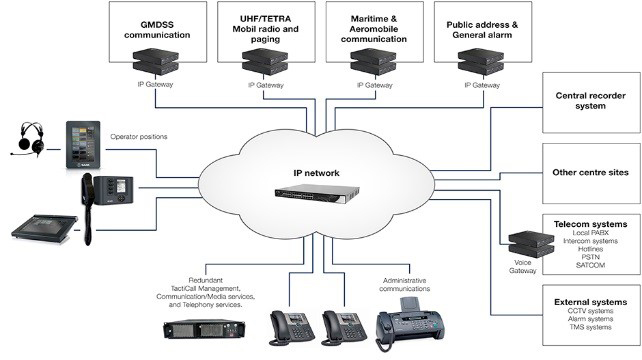 GMDSS
communication
UHF/TETRA
Mobil radio and
paging
Maritime &
Aeromobile
communication
Public address &
General alarm
IP Gateway
IP Gateway
IP Gateway
IP Gateway
Central recorder
system
Operator positions
IP network
Other centre sites
Telecom systems
Local PABX
Intercom systems
Hotlines
PSTN
SATCOM
Voice
Gateway
Redundant
TactiCall Management,
Communication/Media services,
and Telephony services.
Administrative
communications
External systems
CCTV systems
Alarm systems
TMS systems